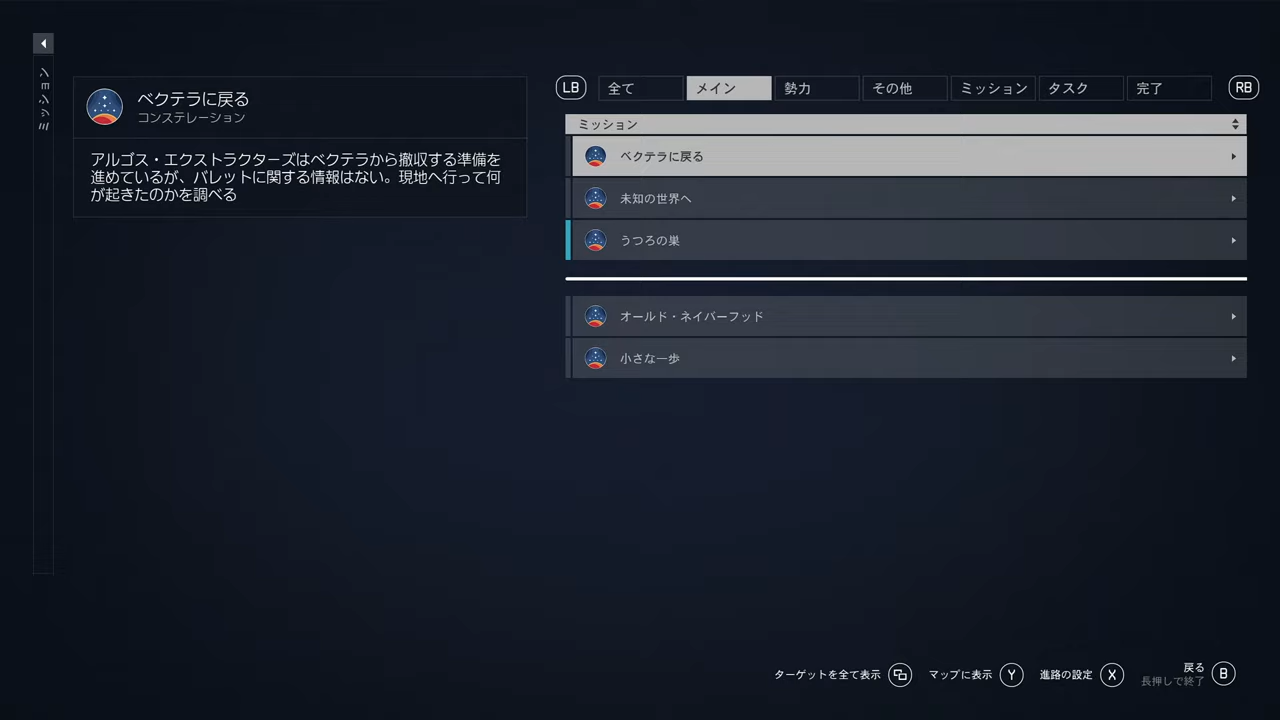 ミッション
ベクテラに戻る
コンステレーション
アルゴス・エクストラクターズはベクテラから撤収する準備を
進めているが、バレットに関する情報はない。現地へ行って何
が起きたのかを調べる
LB 全て メイン 勢力 その他 ミッション タスク 完了 RB
ミッション
ベクテラに戻る
未知の世界へ
うつろの巣
オールド・ネイバーフッド
小さな一歩
ターゲットを全て表示 マップに表示 Y 進路の設定 X 戻る B
長押しで終了